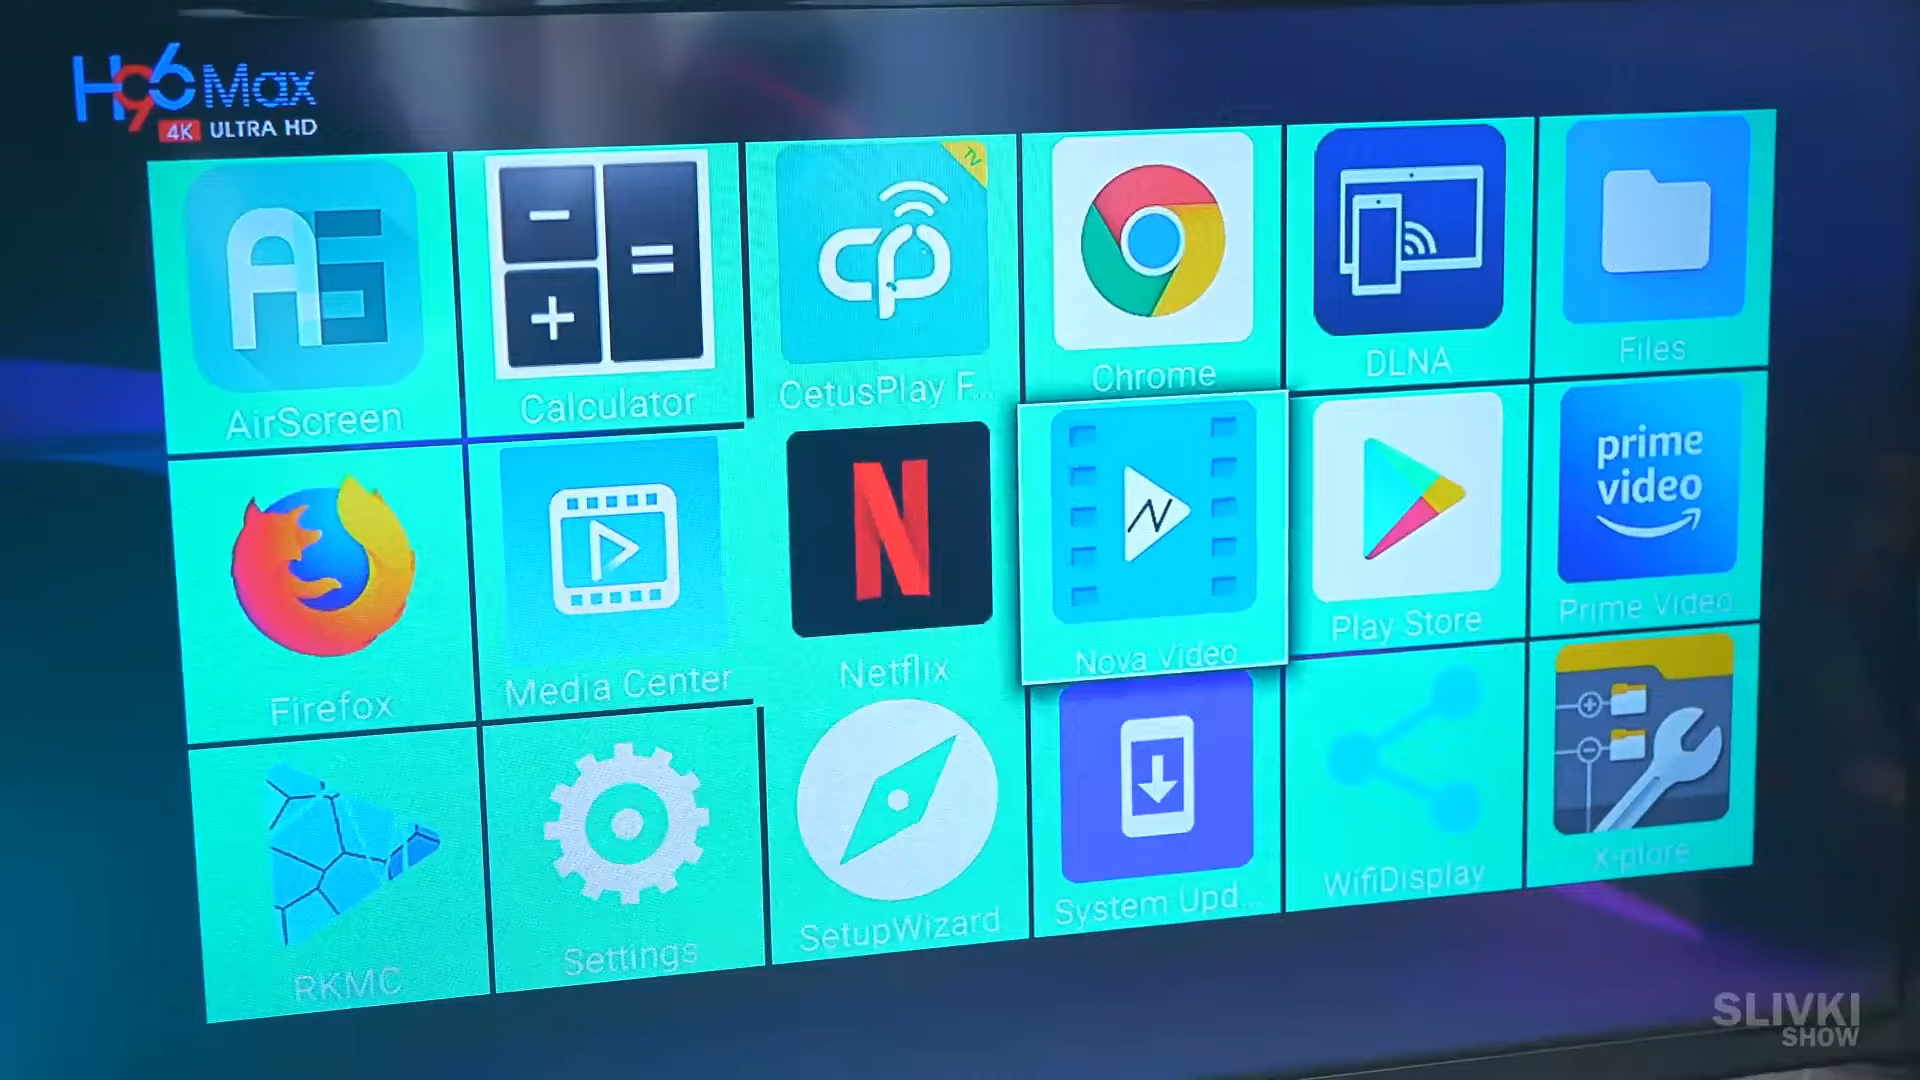 H96 Max
4K ULTRA HD
TV
AirScreen
Calculator
CetusPlay F...
Chrome
DLNA
Files
prime
video
Firefox
Media Center
Netflix
Nova Video
Play Store
Prime Video
RKMC
Settings
SetupWizard
System Upd...
WifiDisplay
X-plore
SLIVKI
SHOW